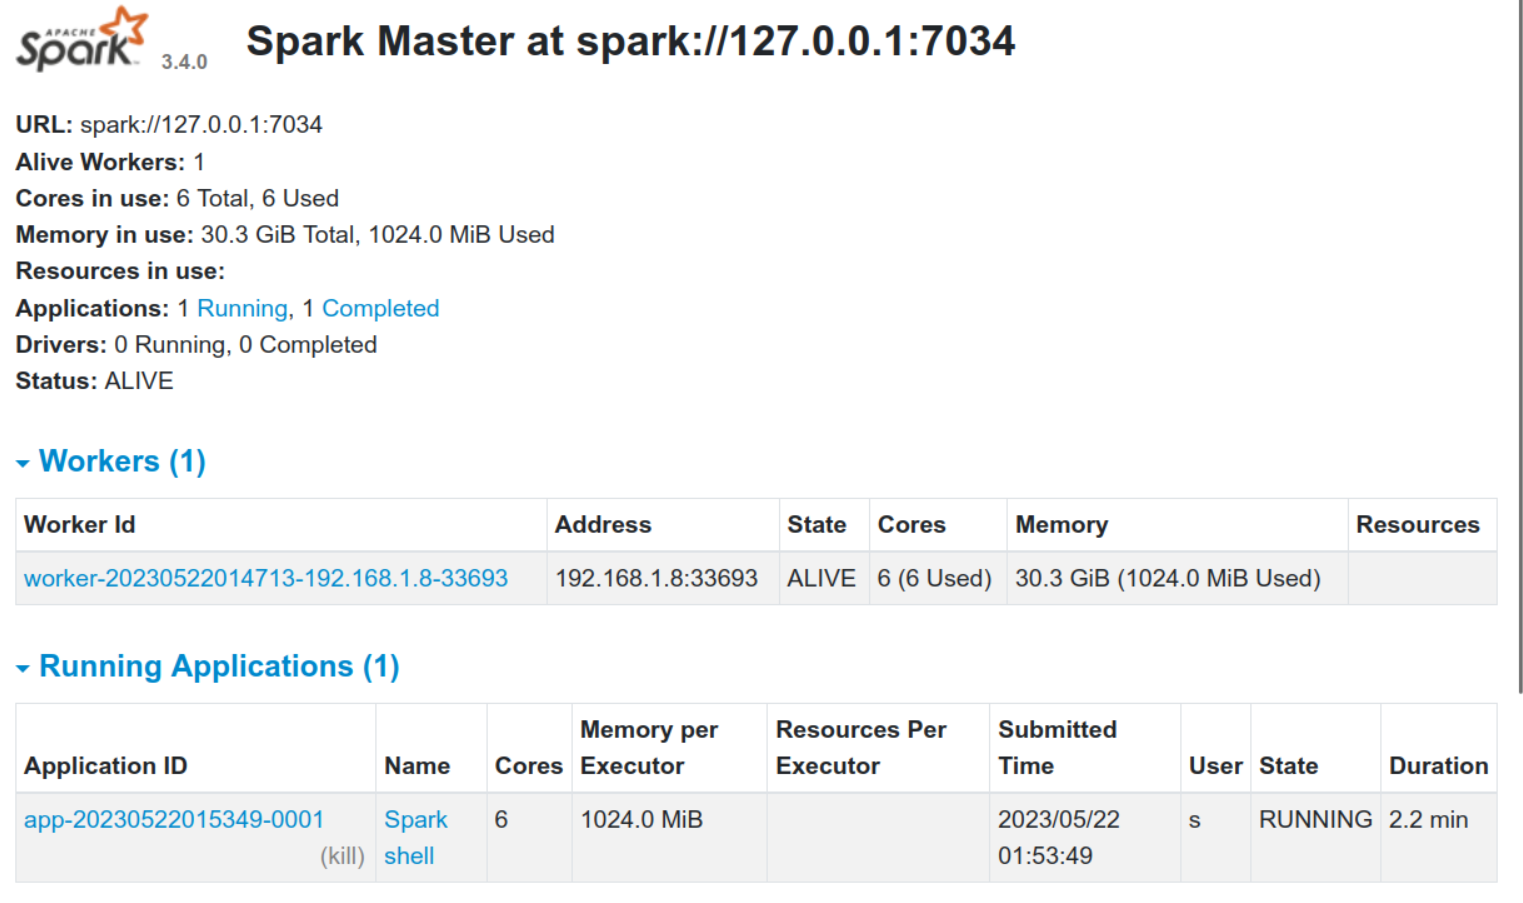 APACHE
Spark 3.4.0 Spark Master at spark://127.0.0.1:7034
URL: spark://127.0.0.1:7034
Alive Workers: 1
Cores in use: 6 Total, 6 Used
Memory in use: 30.3 GiB Total, 1024.0 MiB Used
Resources in use:
Applications: 1 Running, 1 Completed
Drivers: 0 Running, 0 Completed
Status: ALIVE
Workers (1)
Worker Id Address State Cores Memory Resources
worker-20230522014713-192.168.1.8-33693 192.168.1.8:33693 ALIVE 6 (6 Used) 30.3 GiB (1024.0 MiB Used)
Running Applications (1)
Memory per Resources Per Submitted
Application ID Name Cores Executor Executor Time User State Duration
app-20230522015349-0001 Spark 6 1024.0 MiB 2023/05/22 s RUNNING 2.2 min
(kill) shell 01:53:49